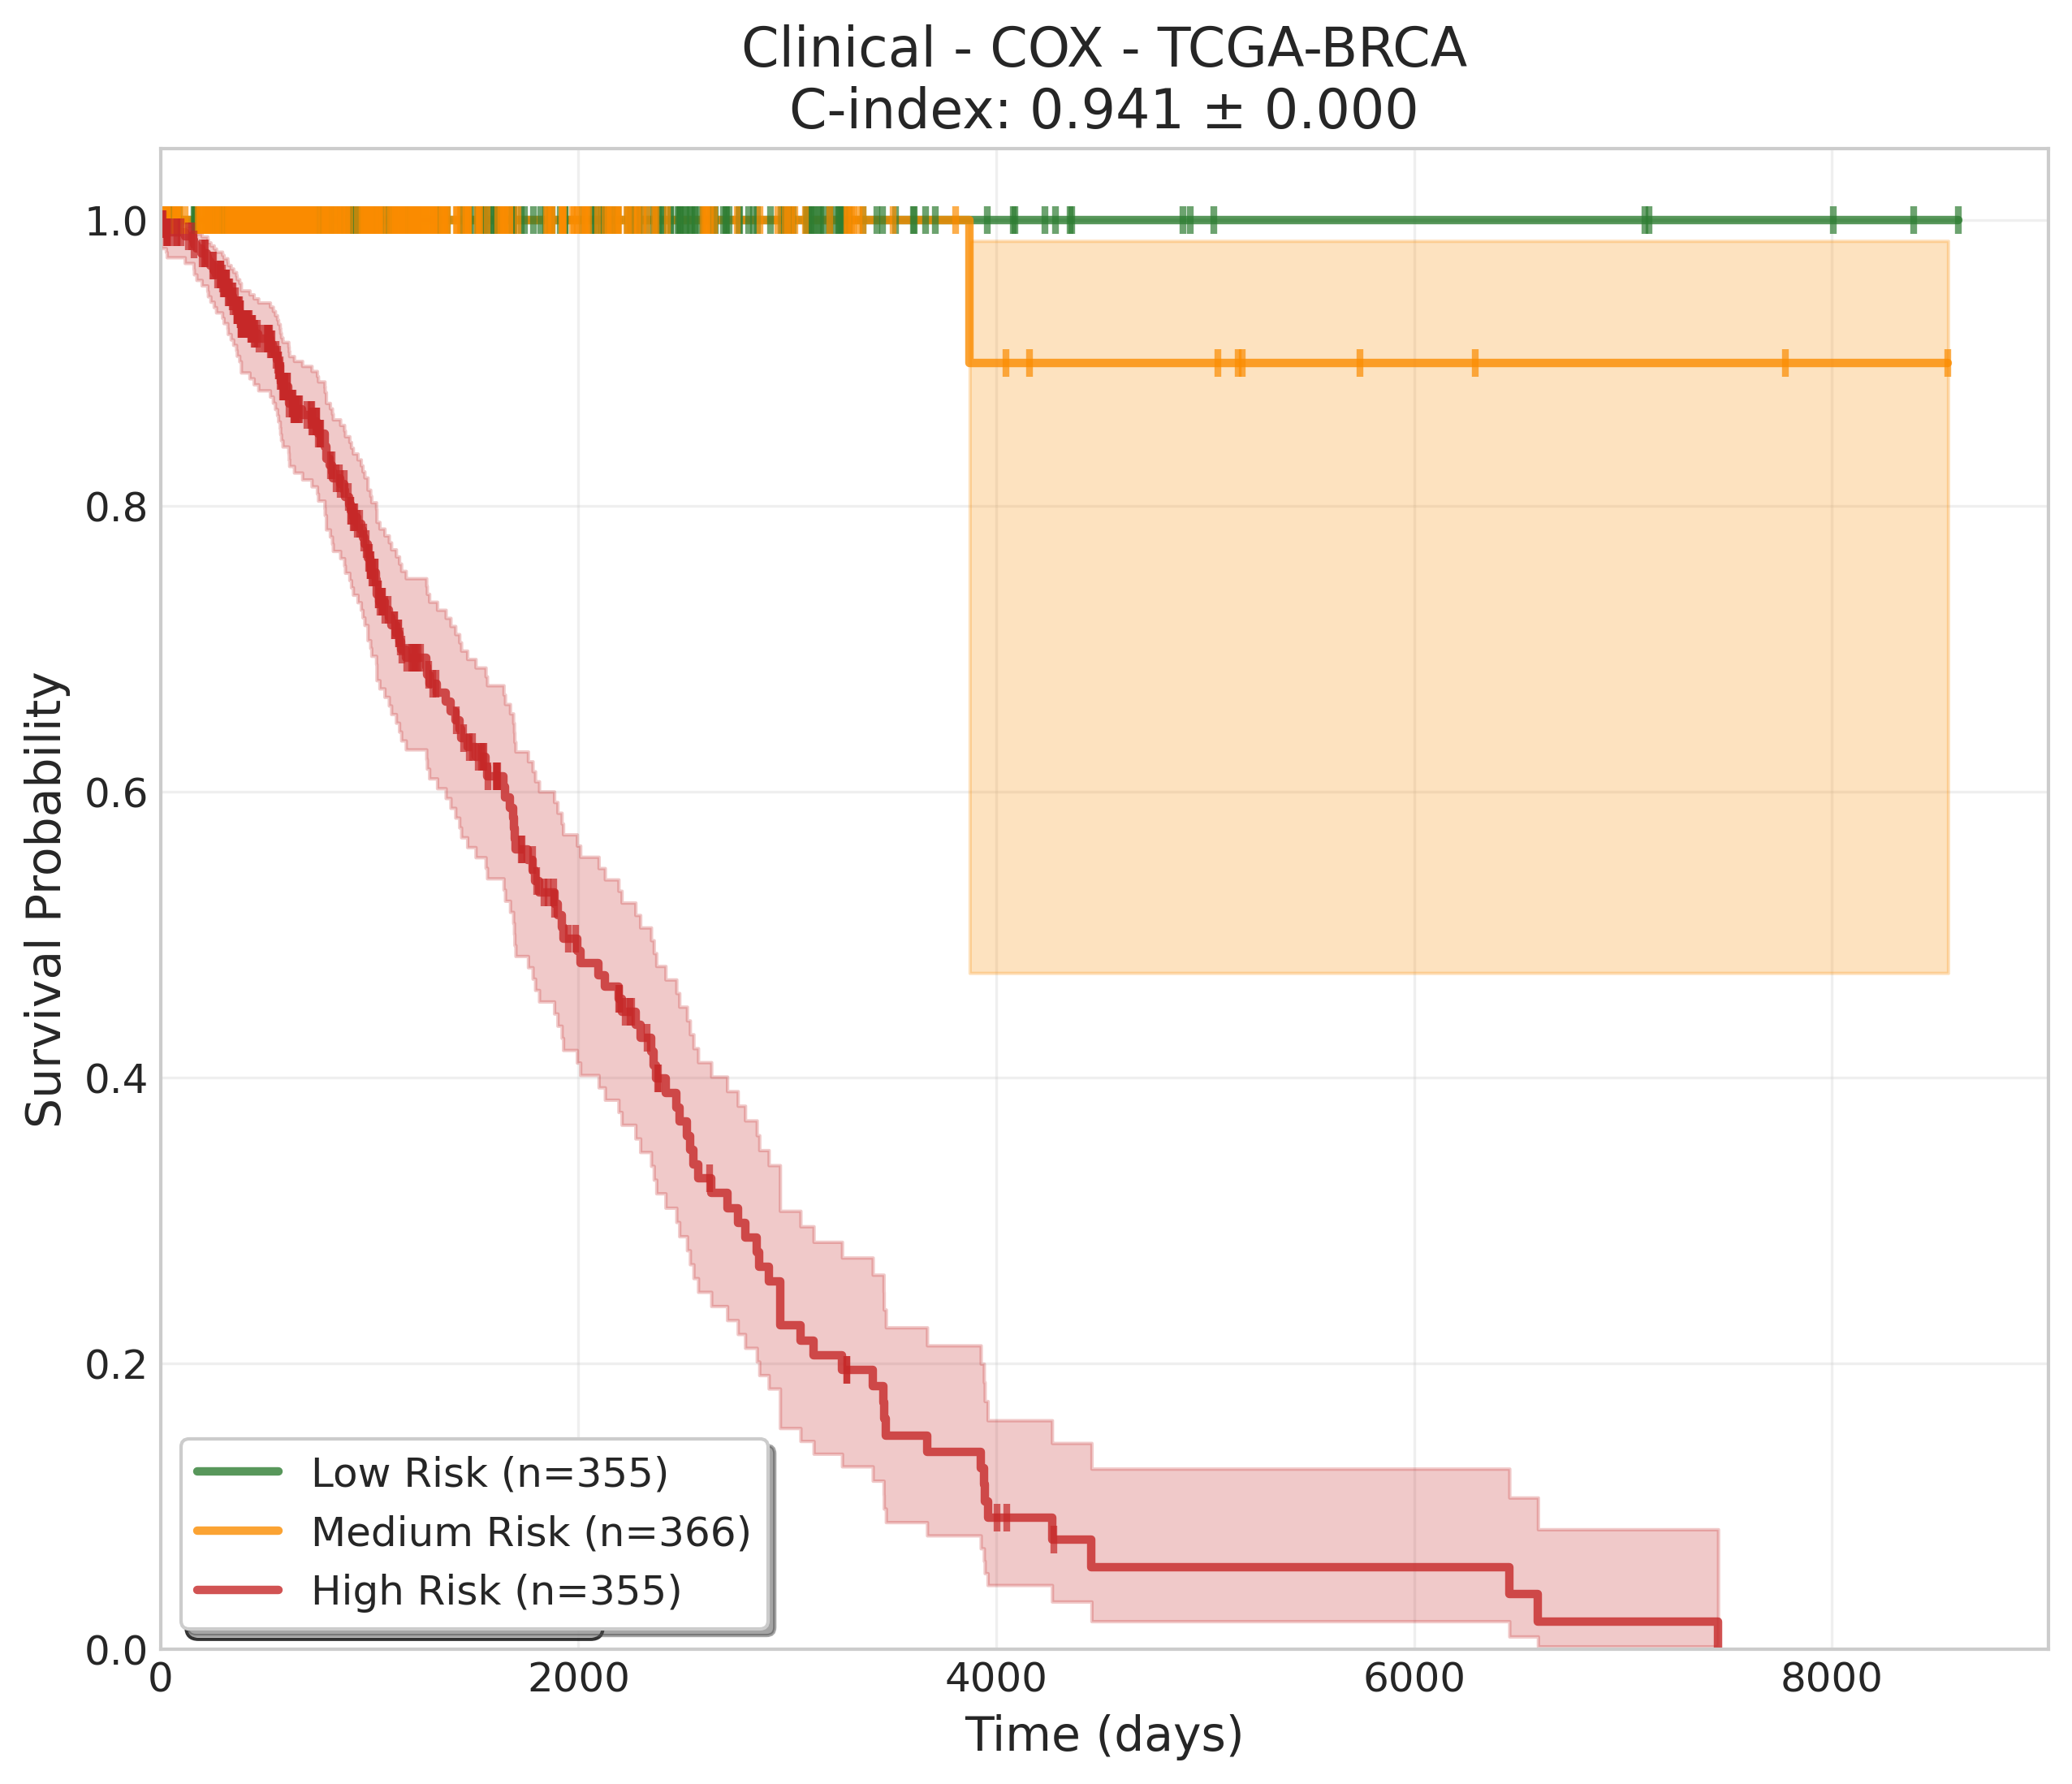 Clinical - COX - TCGA-BRCA
C-index: 0.941 ± 0.000
Survival Probability
1.0
0.8
0.6
0.4
0.2
0.0
Low Risk (n=355)
Medium Risk (n=366)
High Risk (n=355)
0 2000 4000 6000 8000
Time (days)